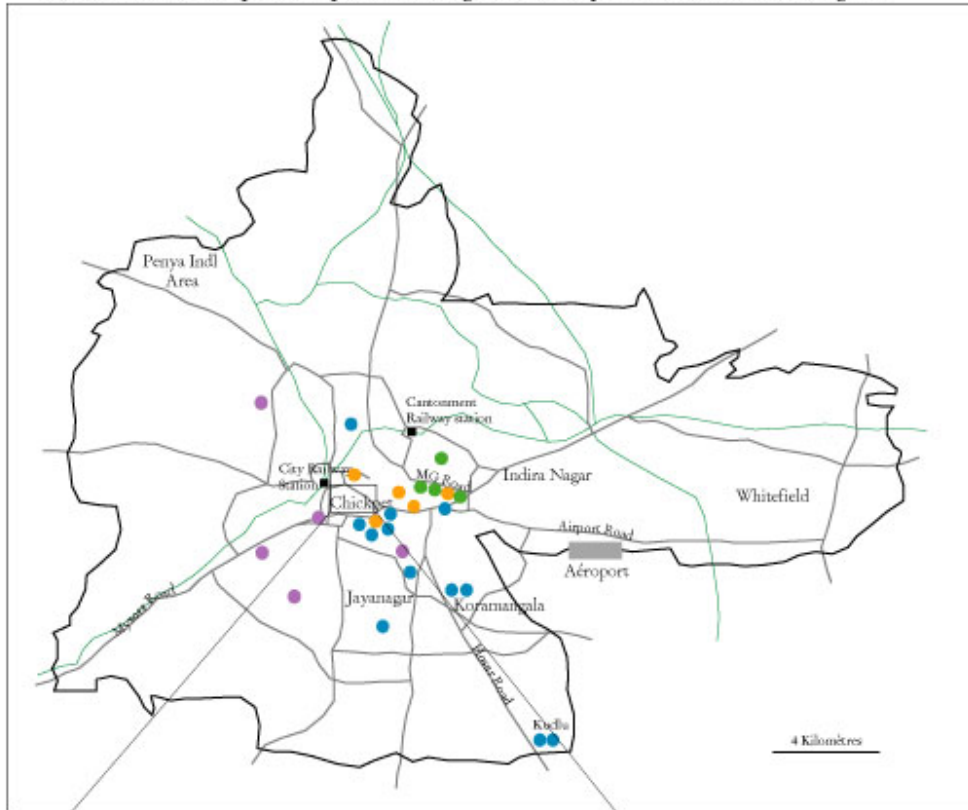 Penya Indl
Area
Cantonment
Railway station
City Railway
Station
MG Road
Indira Nagar
Chickpet
Whitefield
Airport Road
Aéroport
Mysore Road
Jayanagar
Koramangala
Hosur Road
Kudlu
4 Kilomètres